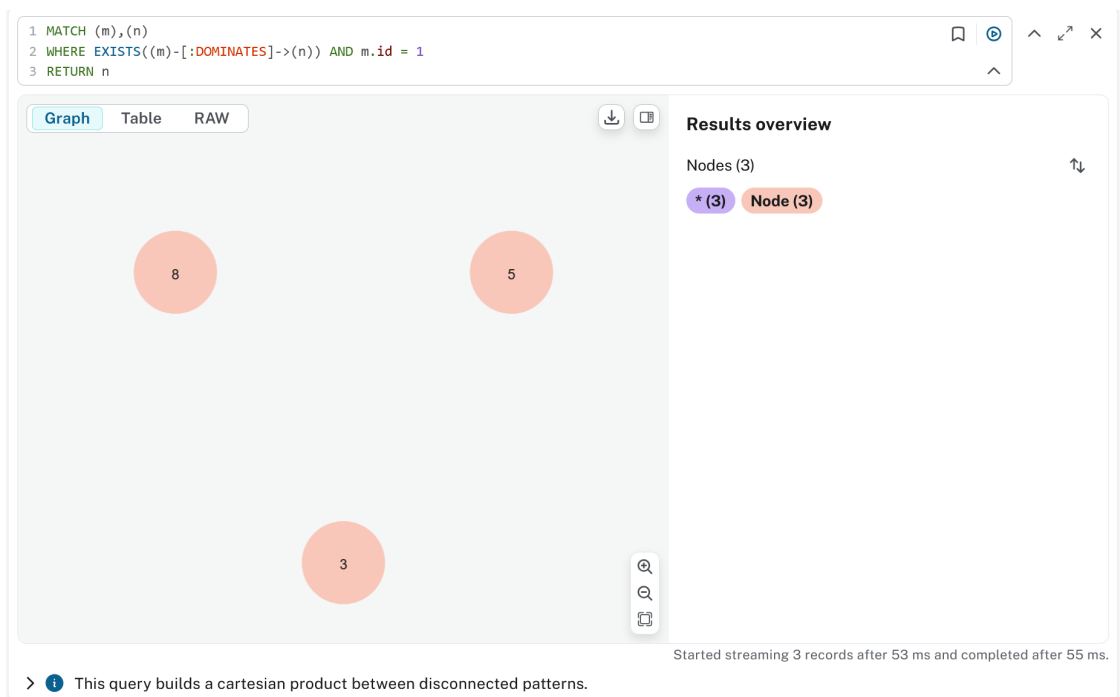 1 MATCH (m),(n)
2 WHERE EXISTS((m)-[:DOMINATES]->(n)) AND m.id = 1
3 RETURN n
Graph Table RAW
Results overview
Nodes (3)
* (3) Node (3)
8
5
3
Started streaming 3 records after 53 ms and completed after 55 ms.
i This query builds a cartesian product between disconnected patterns.